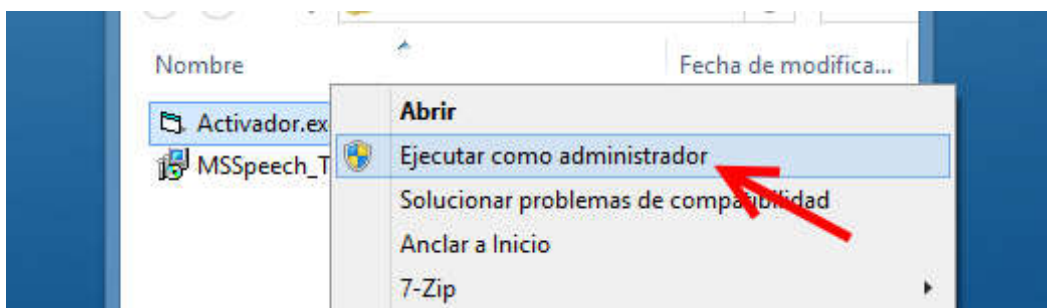 Nombre
Fecha de modifica...
Activador.ex
MSSpeech_T
Abrir
Ejecutar como administrador
Solucionar problemas de compatibilidad
Anclar a Inicio
7-Zip